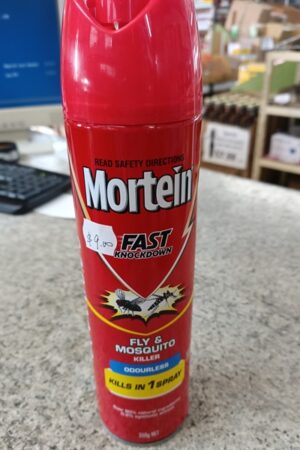 READ SAFETY DIRECTIONS
Mortein
$9.00
FAST
KNOCKDOWN
FLY &
MOSQUITO
KILLER
ODOURLESS
KILLS IN 1 SPRAY